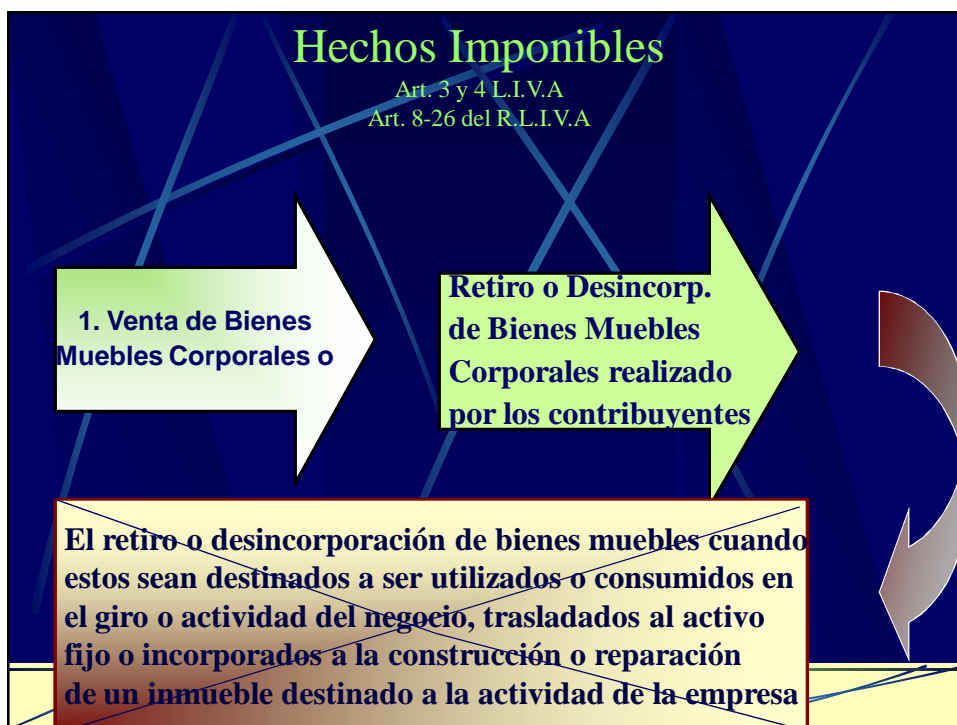 Hechos Imponibles
Art. 3 y 4 L.I.V.A
Art. 8-26 del R.L.I.V.A
1. Venta de Bienes
Muebles Corporales o
Retiro o Desincorp.
de Bienes Muebles
Corporales realizado
por los contribuyentes
El retiro o desincorporación de bienes muebles cuando
estos sean destinados a ser utilizados o consumidos en
el giro o actividad del negocio, trasladados al activo
fijo o incorporados a la construcción o reparación
de un inmueble destinado a la actividad de la empresa